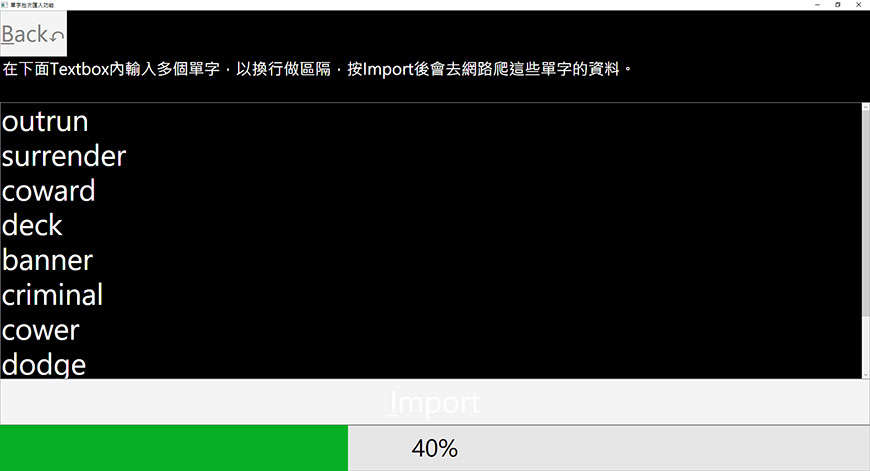 單字批次匯入功能
Back
在下面Textbox內輸入多個單字，以換行做區隔，按Import後會去網路爬這些單字的資料。
outrun
surrender
coward
deck
banner
criminal
cower
dodge
Import
40%